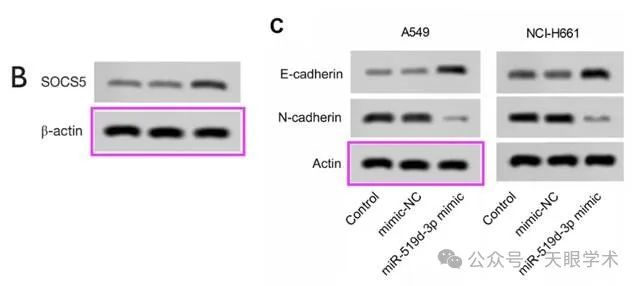 B
SOCS5
β-actin
C
A549
NCI-H661
E-cadherin
N-cadherin
Actin
Control
mimic-NC
miR-519d-3p mimic
Control
mimic-NC
miR-519d-3p mimic
公众号·天眼学术